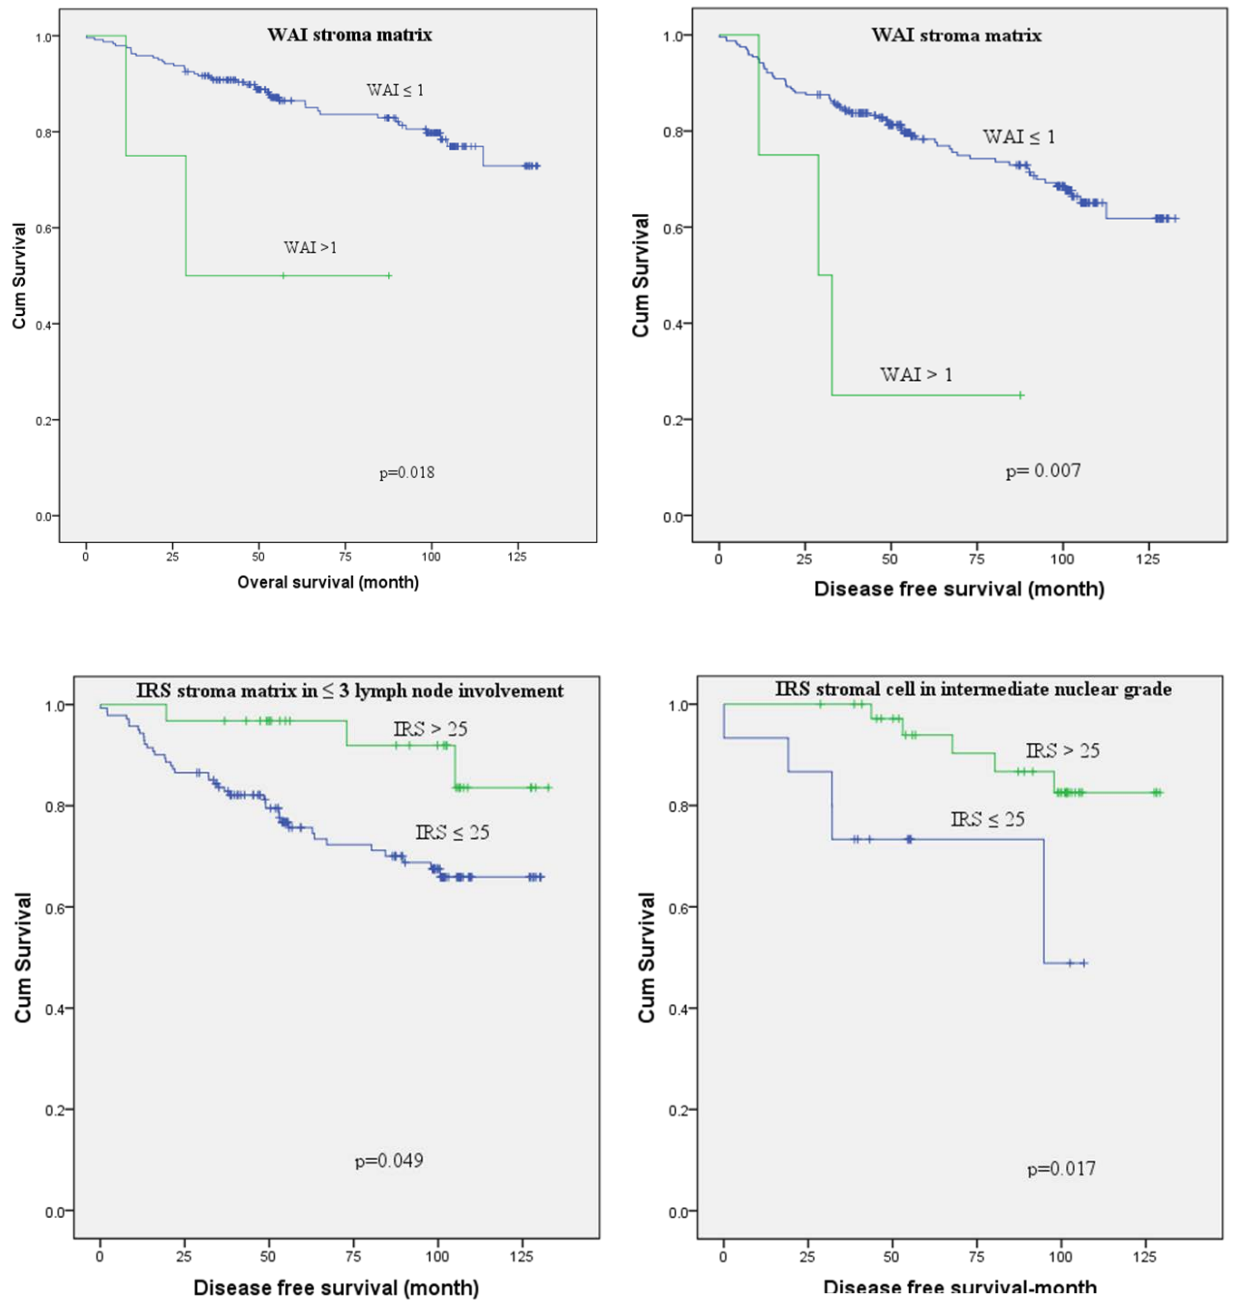 WAI stroma matrix
1.0
0.8
0.6
0.4
0.2
0.0
Cum Survival
WAI ≤ 1
WAI >1
p=0.018
0 25 50 75 100 125
Overal survival (month)
WAI stroma matrix
1.0
0.8
0.6
0.4
0.2
0.0
Cum Survival
WAI ≤ 1
WAI > 1
p= 0.007
0 25 50 75 100 125
Disease free survival (month)
IRS stroma matrix in ≤ 3 lymph node involvement
1.0
0.8
0.6
0.4
0.2
0.0
Cum Survival
IRS > 25
IRS ≤ 25
p=0.049
0 25 50 75 100 125
Disease free survival (month)
IRS stromal cell in intermediate nuclear grade
1.0
0.8
0.6
0.4
0.2
0.0
Cum Survival
IRS > 25
IRS ≤ 25
p=0.017
0 25 50 75 100 125
Disease free survival-month